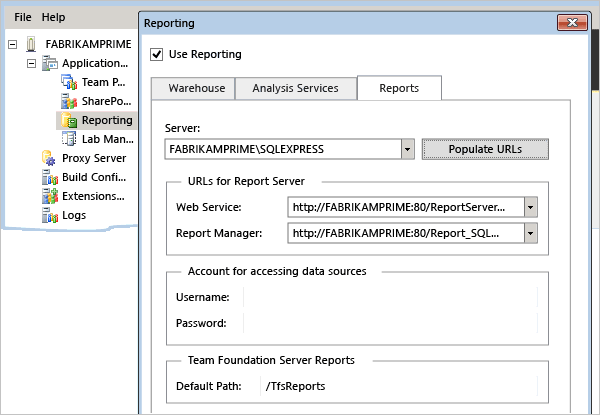 File Help
FABRIKAMPRIME
Application...
Team P...
SharePo...
Reporting
Lab Man...
Proxy Server
Build Confi...
Extensions...
Logs
Reporting
Use Reporting
Warehouse Analysis Services Reports
Server:
FABRIKAMPRIME\SQLEXPRESS Populate URLs
URLs for Report Server
Web Service: http://FABRIKAMPRIME:80/ReportServer...
Report Manager: http://FABRIKAMPRIME:80/Report_SQL...
Account for accessing data sources
Username:
Password:
Team Foundation Server Reports
Default Path: /TfsReports